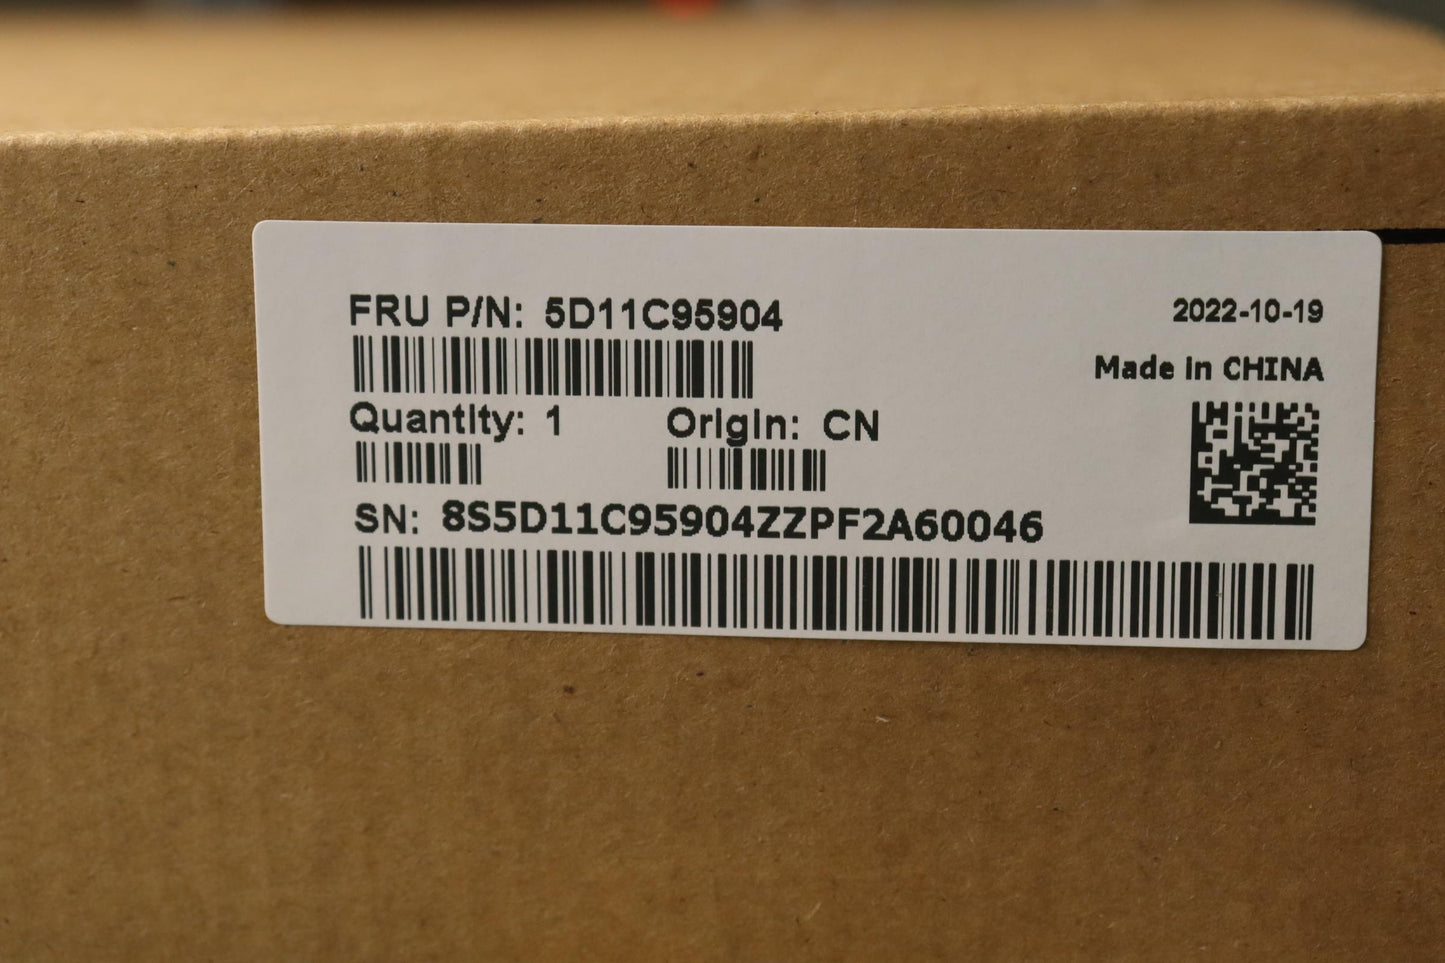 FRU P/N: 5D11C95904
2022-10-19
Made in CHINA
Quantity: 1
Origin: CN
SN: 8S5D11C95904ZZPF2A60046